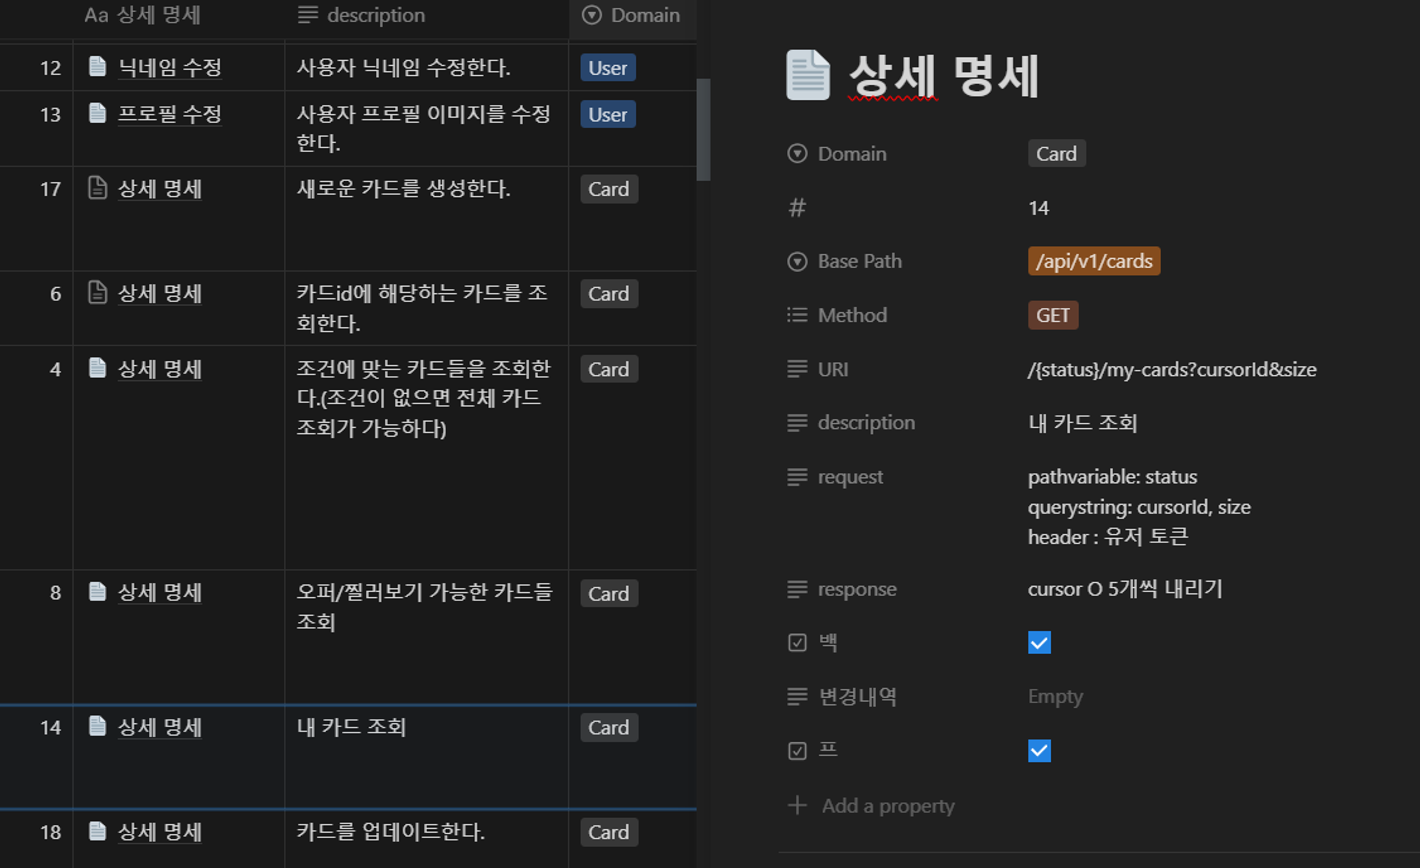 Aa 상세 명세
description
Domain
12
닉네임 수정
사용자 닉네임 수정한다.
User
13
프로필 수정
사용자 프로필 이미지를 수정
한다.
User
17
상세 명세
새로운 카드를 생성한다.
Card
6
상세 명세
카드id에 해당하는 카드를 조
회한다.
Card
4
상세 명세
조건에 맞는 카드들을 조회한
다.(조건이 없으면 전체 카드
조회가 가능하다)
Card
8
상세 명세
오퍼/찔러보기 가능한 카드들
조회
Card
14
상세 명세
내 카드 조회
Card
18
상세 명세
카드를 업데이트한다.
Card
상세 명세
Domain
Card
#
14
Base Path
/api/v1/cards
Method
GET
URI
/{status}/my-cards?cursorId&size
description
내 카드 조회
request
pathvariable: status
querystring: cursorId, size
header : 유저 토큰
response
cursor O 5개씩 내리기
백
변경내역
Empty
프
Add a property